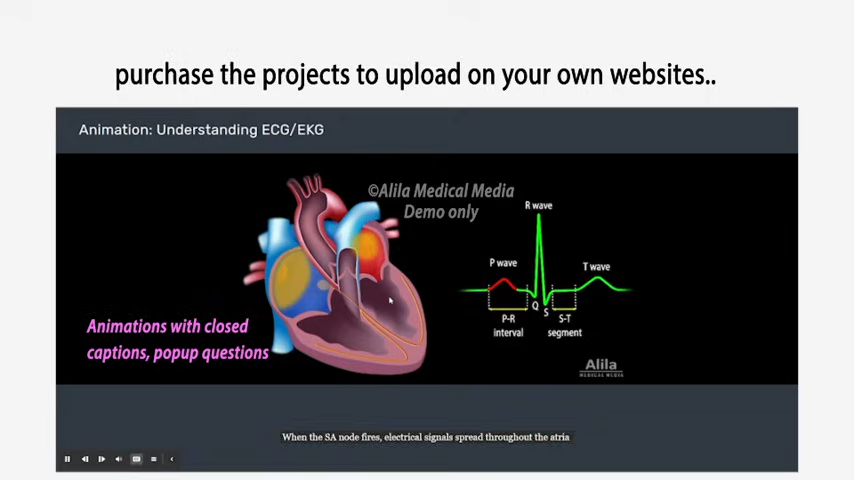 purchase the projects to upload on your own websites..
Animation: Understanding ECG/EKG
©Alila Medical Media
Demo only
R wave
P wave
T wave
Q
S
P-R
interval
S-T
segment
Animations with closed
captions, popup questions
Alila
MEDICAL MEDIA
When the SA node fires, electrical signals spread throughout the atria